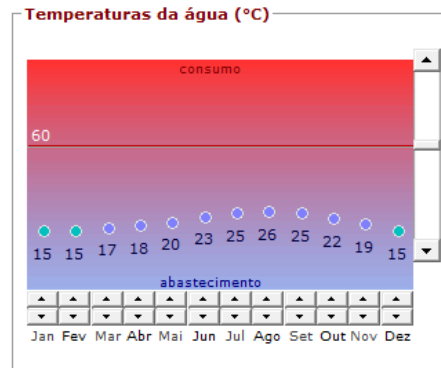 Temperaturas da água (°C)
consumo
60
15 15 17 18 20 23 25 26 25 22 19 15
abastecimento
Jan Fev Mar Abr Mai Jun Jul Ago Set Out Nov Dez